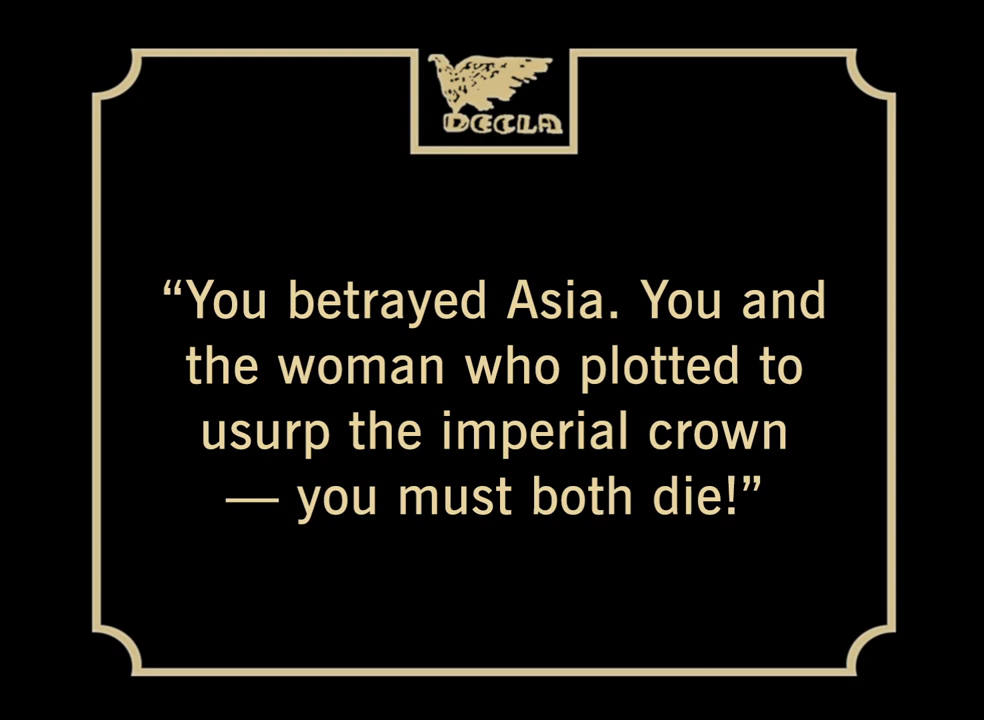 DECLA
“You betrayed Asia. You and
the woman who plotted to
usurp the imperial crown
— you must both die!”